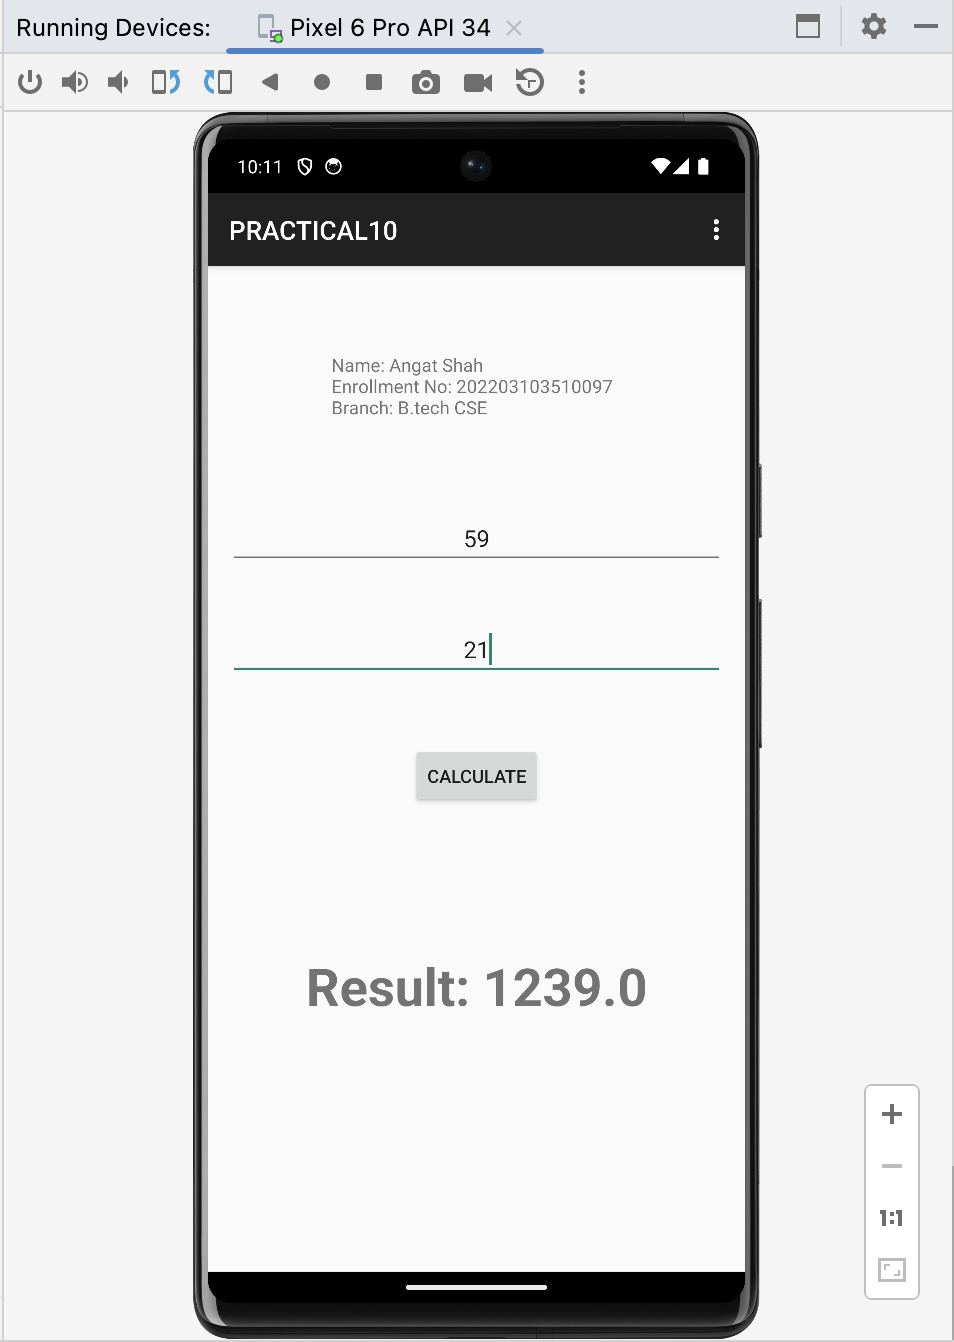 Running Devices: Pixel 6 Pro API 34
10:11
PRACTICAL10
Name: Angat Shah
Enrollment No: 202203103510097
Branch: B.tech CSE
59
21
CALCULATE
Result: 1239.0
1:1